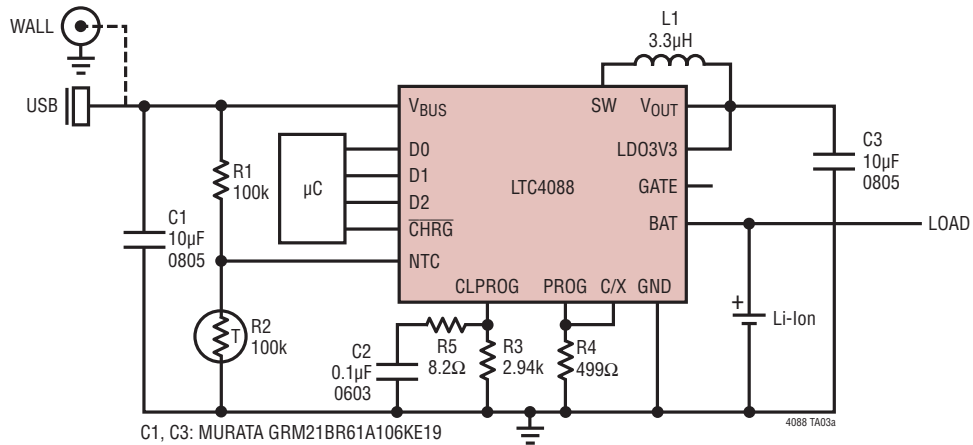 WALL
USB
L1
3.3µH
VBUS
SW
VOUT
D0
D1
D2
CHRG
NTC
µC
LTC4088
LDO3V3
GATE
BAT
CLPROG
PROG
C/X
GND
R1
100k
C1
10µF
0805
C3
10µF
0805
LOAD
T
R2
100k
C2
0.1µF
0603
R5
8.2Ω
R3
2.94k
R4
499Ω
+
Li-Ion
4088 TA03a
C1, C3: MURATA GRM21BR61A106KE19